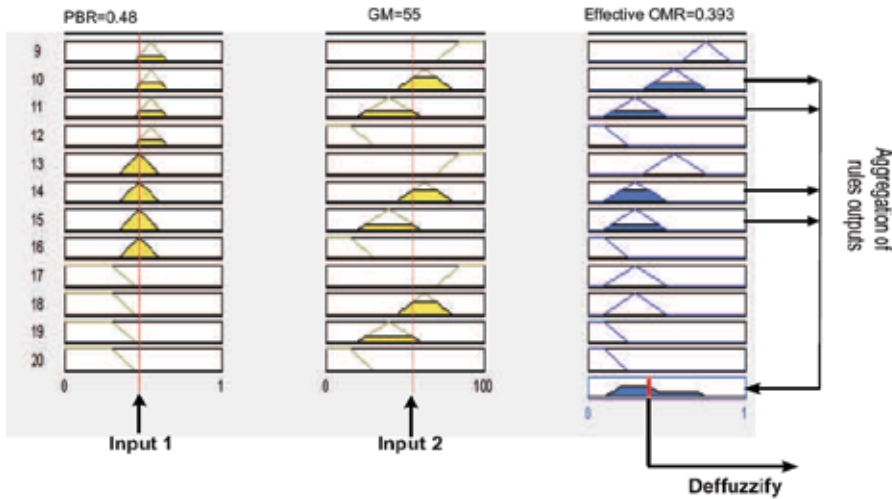 PBR=0.48
GM=55
Effective OMR=0.393
9
10
11
12
13
14
15
16
17
18
19
20
0
1
0
100
0
1
Input 1
Input 2
Aggregation of
rules outputs
Deffuzzify